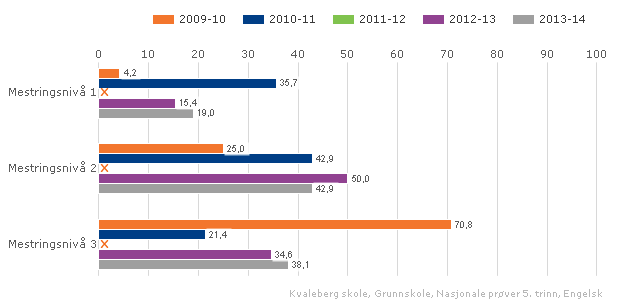 2009-10 2010-11 2011-12 2012-13 2013-14
0 10 20 30 40 50 60 70 80 90 100
4,2
35,7
Mestringsnivå 1
15,4
19,0
25,0
42,9
Mestringsnivå 2
50,0
42,9
70,8
21,4
Mestringsnivå 3
34,6
38,1
Kvaleberg skole, Grunnskole, Nasjonale prøver 5. trinn, Engelsk